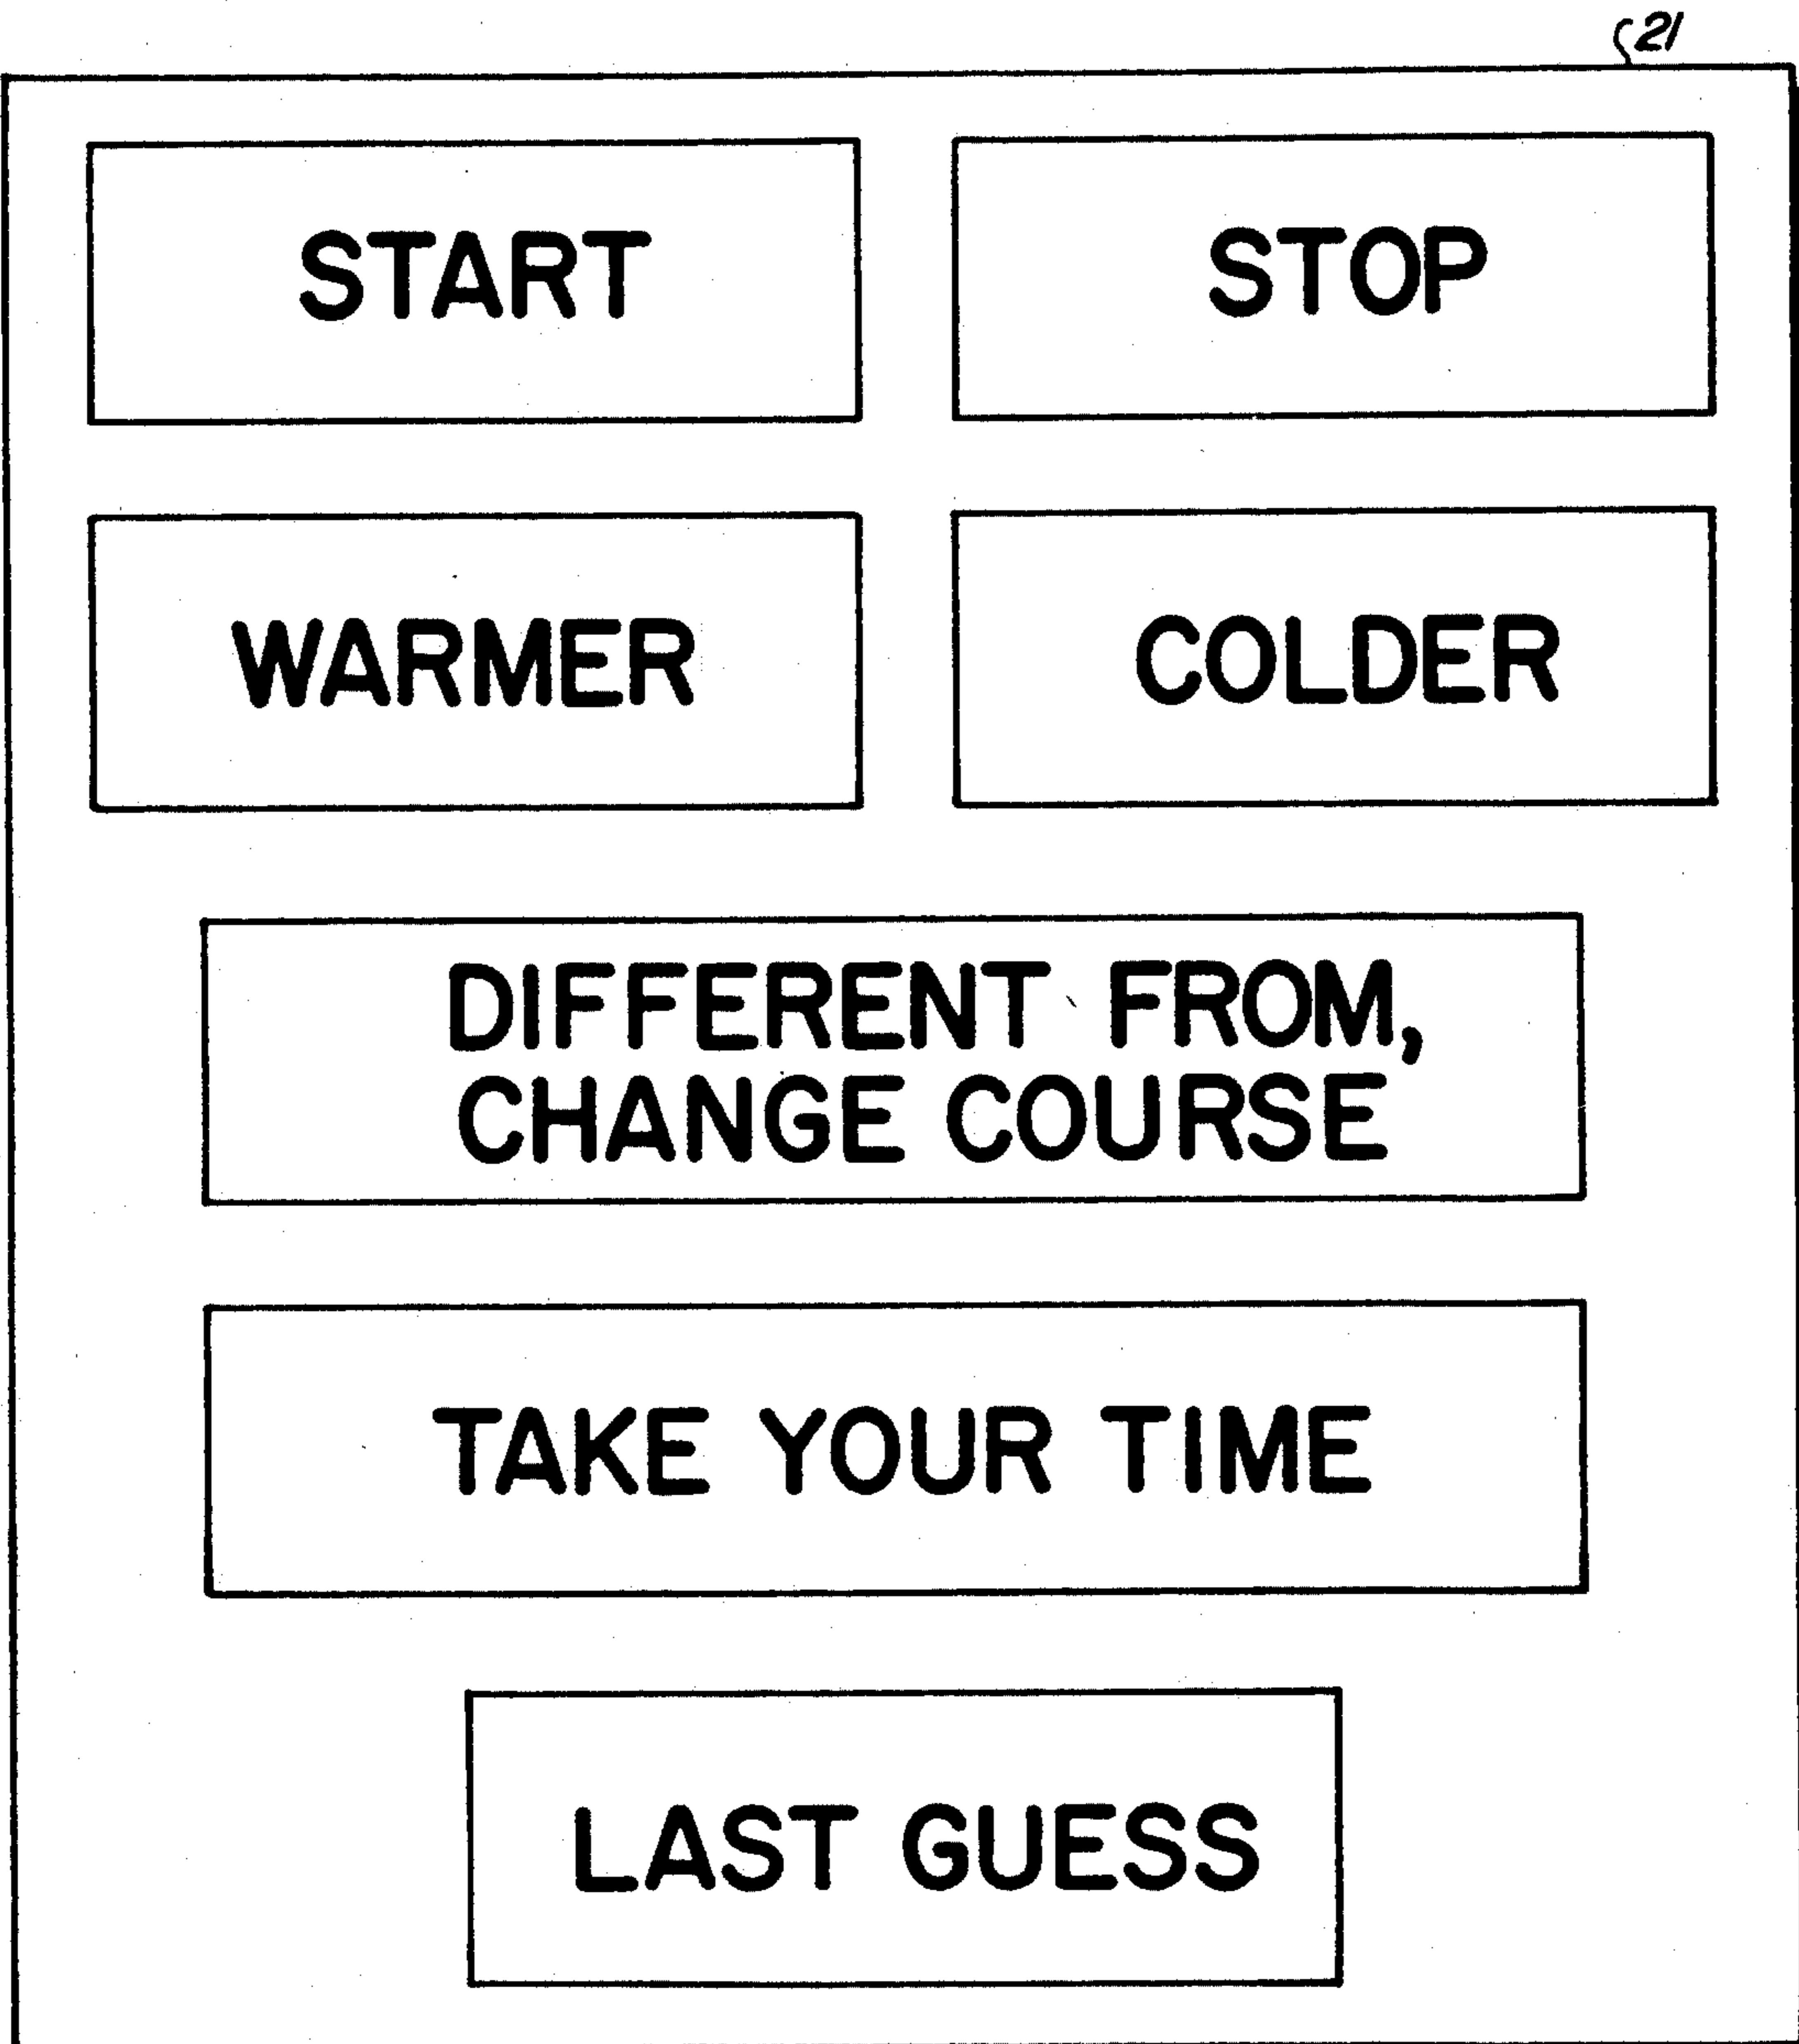 21
START
STOP
WARMER
COLDER
DIFFERENT FROM,
CHANGE COURSE
TAKE YOUR TIME
LAST GUESS